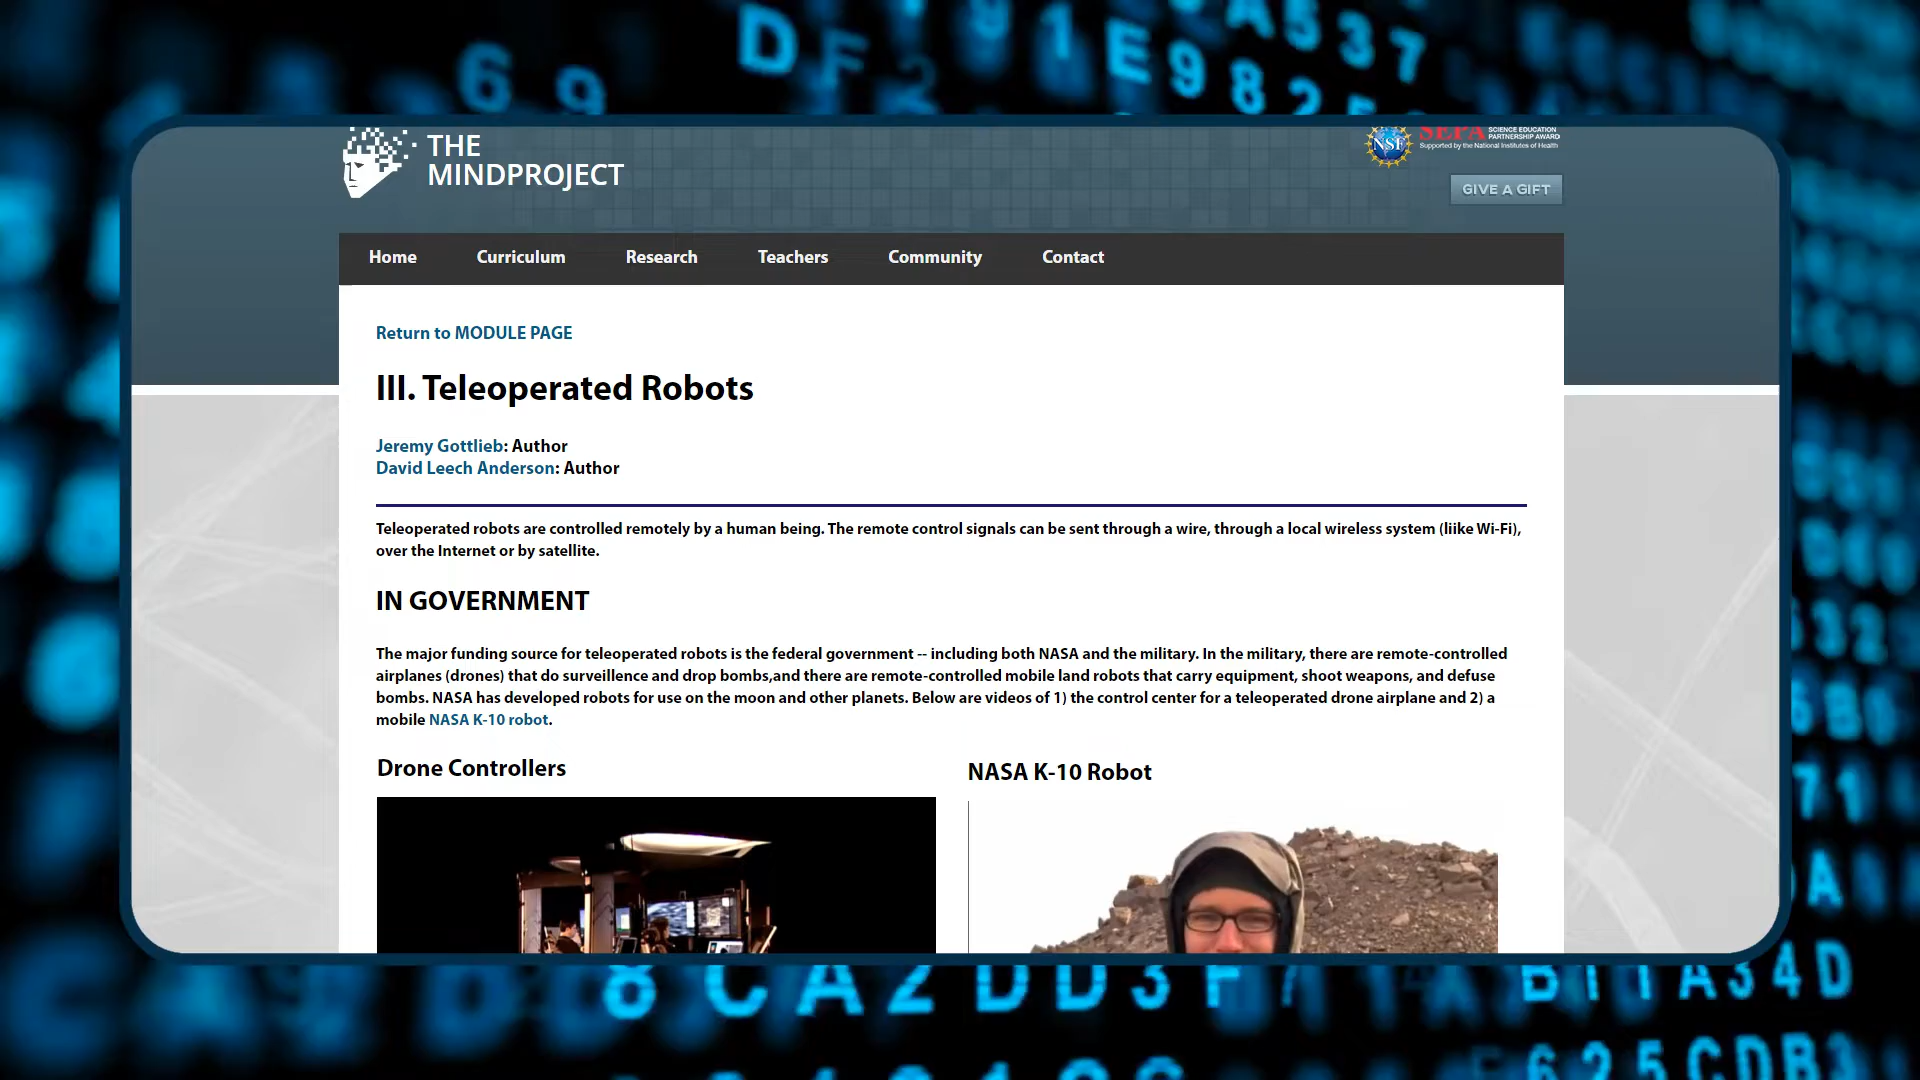 THE
MINDPROJECT
NSF
SEPA SCIENCE EDUCATION
PARTNERSHIP AWARD
Supported by the National Institutes of Health
GIVE A GIFT
Home Curriculum Research Teachers Community Contact
Return to MODULE PAGE
III. Teleoperated Robots
Jeremy Gottlieb: Author
David Leech Anderson: Author
Teleoperated robots are controlled remotely by a human being. The remote control signals can be sent through a wire, through a local wireless system (liike Wi-Fi),
over the Internet or by satellite.
IN GOVERNMENT
The major funding source for teleoperated robots is the federal government -- including both NASA and the military. In the military, there are remote-controlled
airplanes (drones) that do surveillence and drop bombs,and there are remote-controlled mobile land robots that carry equipment, shoot weapons, and defuse
bombs. NASA has developed robots for use on the moon and other planets. Below are videos of 1) the control center for a teleoperated drone airplane and 2) a
mobile NASA K-10 robot.
Drone Controllers
NASA K-10 Robot
8CA2DD3F
B11A34D
625CDB3